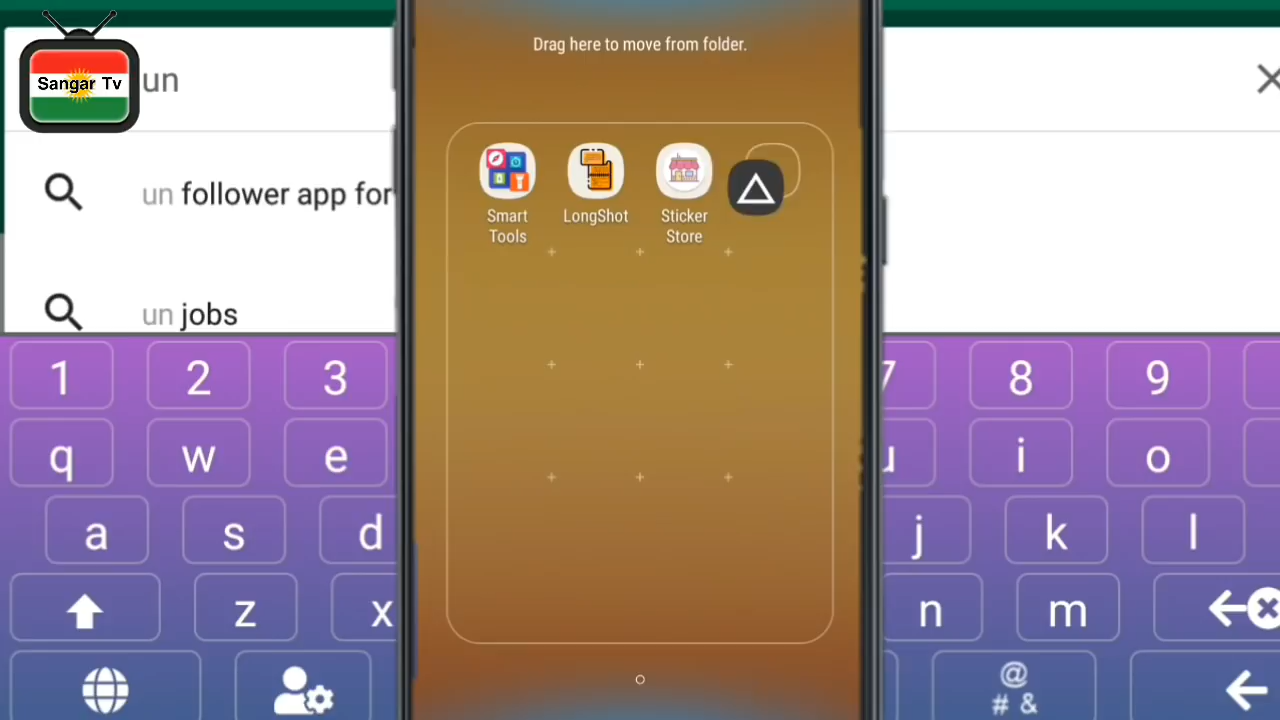 Sangar Tv
un
un follower app for
un jobs
Drag here to move from folder.
Smart
Tools
LongShot
Sticker
Store
1 2 3 7 8 9
q w e u i o
a s d j k l
z x n m
@
# &